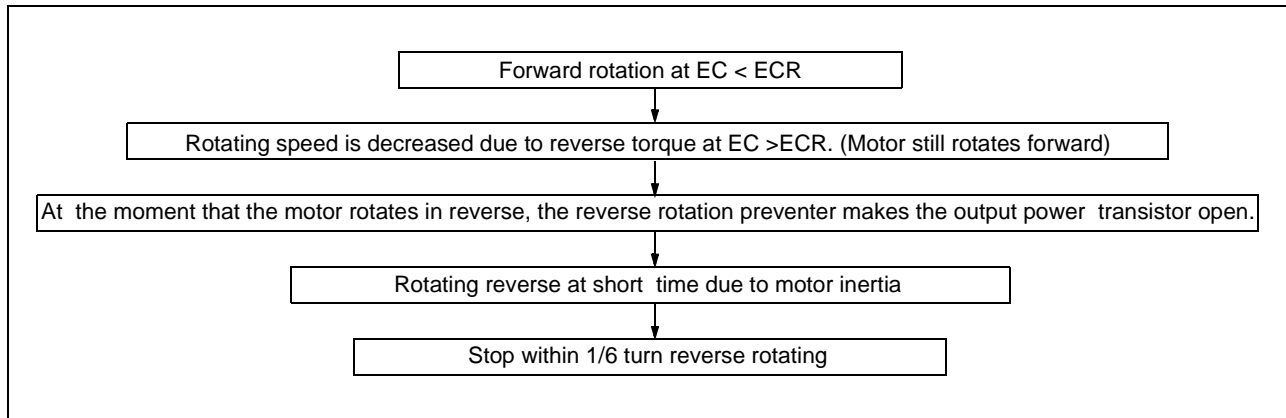 Forward rotation at EC < ECR
Rotating speed is decreased due to reverse torque at EC >ECR. (Motor still rotates forward)
At the moment that the motor rotates in reverse, the reverse rotation preventer makes the output power transistor open.
Rotating reverse at short time due to motor inertia
Stop within 1/6 turn reverse rotating